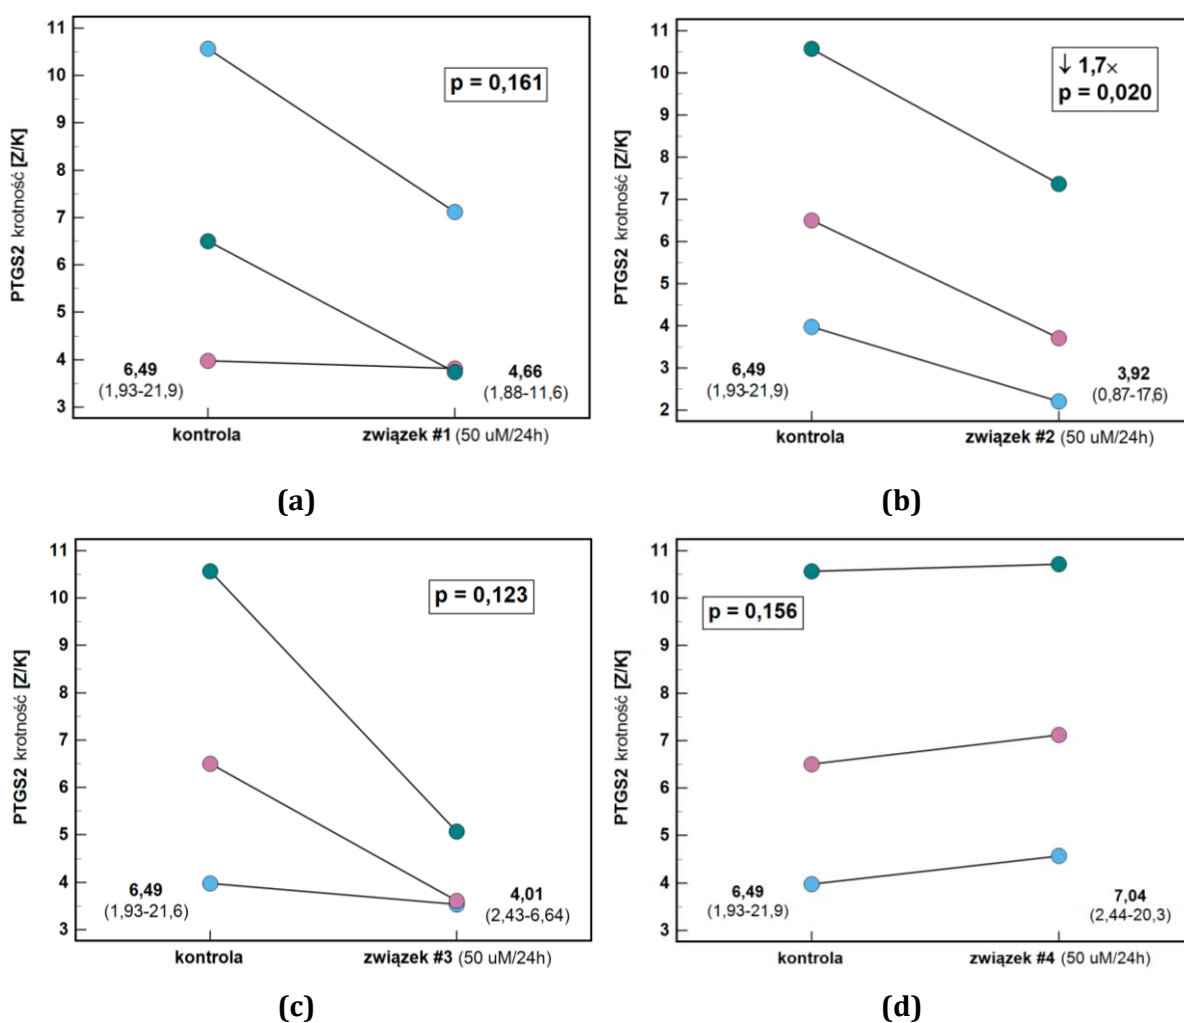 PTGS2 krotność [Z/K]
11
10
9
8
7
6
5
4
3
p = 0,161
6,49
(1,93-21,9)
4,66
(1,88-11,6)
kontrola
związek #1 (50 uM/24h)
(a)
PTGS2 krotność [Z/K]
11
10
9
8
7
6
5
4
3
2
↓ 1,7×
p = 0,020
6,49
(1,93-21,9)
3,92
(0,87-17,6)
kontrola
związek #2 (50 uM/24h)
(b)
PTGS2 krotność [Z/K]
11
10
9
8
7
6
5
4
3
p = 0,123
6,49
(1,93-21,6)
4,01
(2,43-6,64)
kontrola
związek #3 (50 uM/24h)
(c)
PTGS2 krotność [Z/K]
11
10
9
8
7
6
5
4
3
p = 0,156
6,49
(1,93-21,9)
7,04
(2,44-20,3)
kontrola
związek #4 (50 uM/24h)
(d)